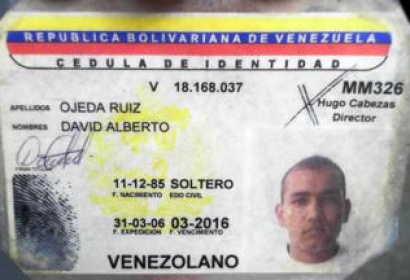 REPUBLICA BOLIVARIANA DE VENEZUELA
CEDULA DE IDENTIDAD
V 18.168.037
MM326
Hugo Cabezas
Director
APELLIDOS OJEDA RUIZ
NOMBRES DAVID ALBERTO
11-12-85 SOLTERO
F. NACIMIENTO EDO CIVIL
31-03-06 03-2016
F. EXPEDICION F. VENCIMIENTO
VENEZOLANO